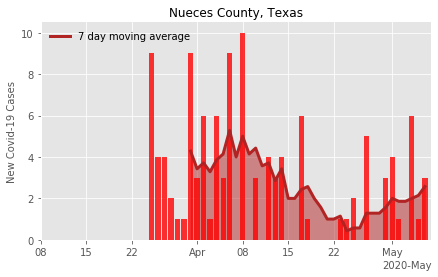 Nueces County, Texas
7 day moving average
New Covid-19 Cases
10
8
6
4
2
0
08 15 22 Apr 08 15 22 May
2020-May